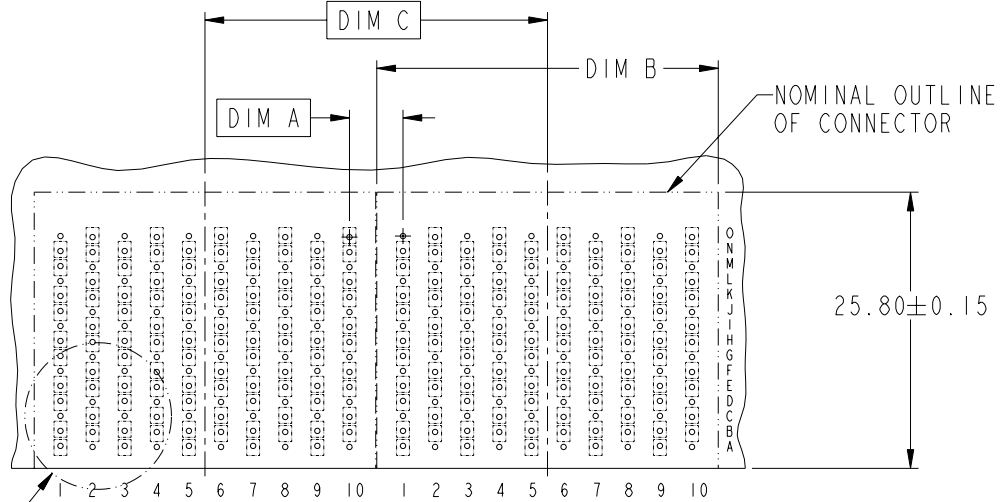 DIM C
DIM B
DIM A
NOMINAL OUTLINE
OF CONNECTOR
O
N
M
L
K
J
I
H
G
F
E
D
C
B
A
25.80±0.15
1 2 3 4 5 6 7 8 9 10 1 2 3 4 5 6 7 8 9 10